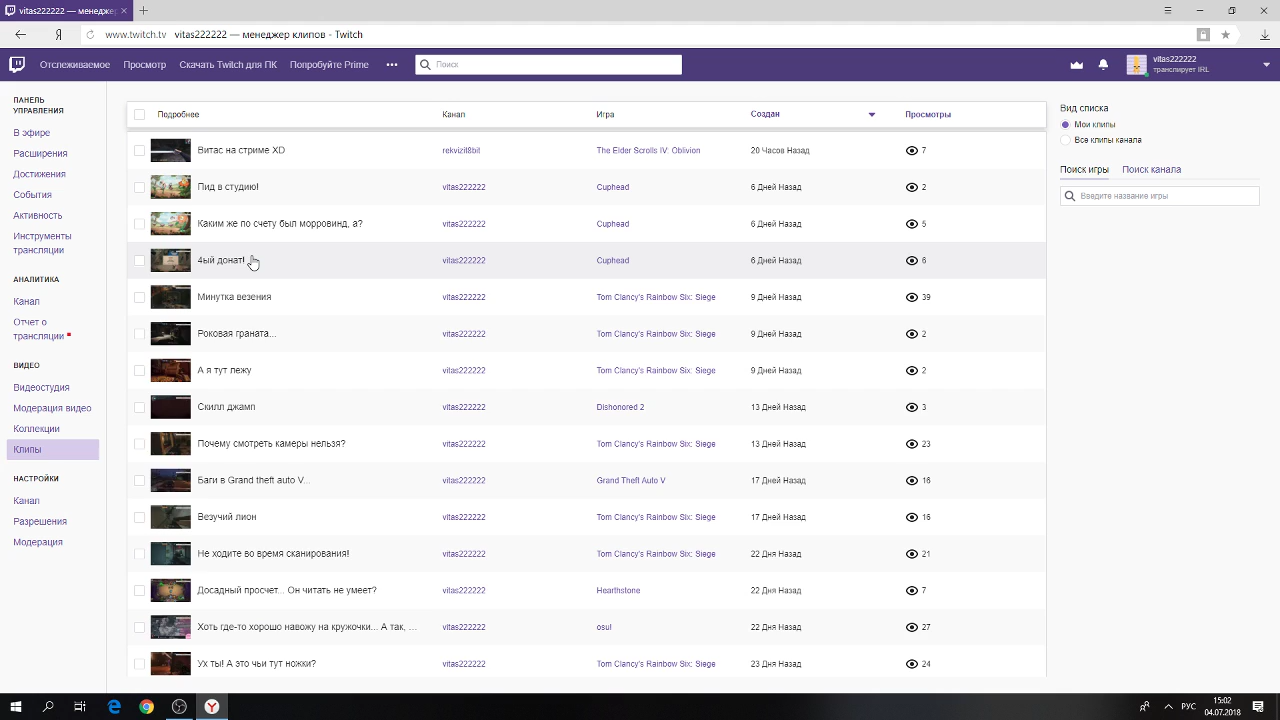 vitas222222 — менеджер
www.twitch.tv vitas222222 — менеджер клипов - Twitch
Отслеживаемое Просмотр Скачать Twitch для ПК Попробуйте Prime ••• Поиск
vitas222222
транслирует IRL
ПАНЕЛЬ
УПРАВЛЕНИЯ
В эфире
Расширения
Достижения
События
Активность
Инструменты
трансляции
АНАЛИТИКА
Канал
Отчет о
трансляции
ВИДЕО
Видеостудия
Модерация видео
Коллекции
Клипы
НАСТРОЙКИ
Канал
Разрешения
Модерация
Подробнее Канал Игра Создан Просмотры
Витас на стриме XD rekvizit8bit The Elder Scrolls IV: Oblivion 20 Часов Назад 7
Пид в студию! vitas222222 Cuphead 6 Дней Назад 2
Каким же по счету был мой снаряд, а? vitas222222 Cuphead 6 Дней Назад 5
4ый донат! vitas222222 Cuphead 6 Дней Назад 6
Минутка везения vitas222222 Tom Clancy's Rainbow Six: Siege 9 Дней Назад 39
Роковая граната... vitas222222 Tom Clancy's Rainbow Six: Siege 9 Дней Назад 2
А я тут лежу vitas222222 Tom Clancy's Rainbow Six: Siege 9 Дней Назад 2
Скилл джамп vitas222222 Dishonored 2 13 Дней Назад 3
Почему смотреть камеры нельзя? vitas222222 Tom Clancy's Rainbow Six: Siege 13 Дней Назад 23
Баги в Grand theft auto V... vitas222222 Grand Theft Auto V 17 Дней Назад 16
Везучий лион vitas222222 Tom Clancy's Rainbow Six: Siege 17 Дней Назад 16
Не ходите во время сканирования! vitas222222 Tom Clancy's Rainbow Six: Siege 22 Дня Назад 21
Досадный просчет... Он читать не умеет? vitas222222 Hearthstone 22 Дня Назад 7
Хоть где-то хорошо навожу на кружочки... А так, ... vitas222222 osu! 22 Дня Назад 27
Ух ты! А это чьи тут ножки? vitas222222 Tom Clancy's Rainbow Six: Siege 23 Дня Назад 24
Вид списка
Мои клипы
Все клипы канала
Поиск игры Поиск канала
Введите название игры
РУС
15:02
04.07.2018